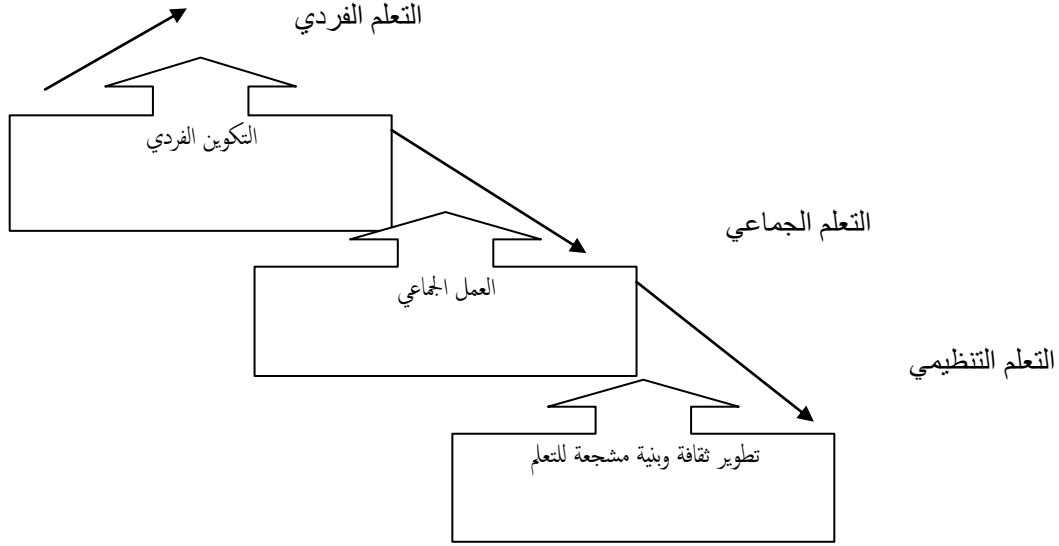 التعلم الفردي
التكوين الفردي
التعلم الجماعي
العمل الجماعي
التعلم التنظيمي
تطوير ثقافة وبنية مشجعة للتعلم